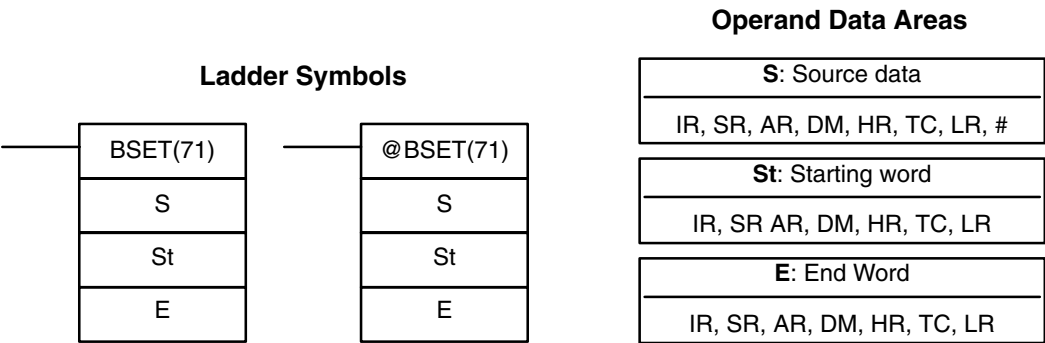 Ladder Symbols
BSET(71)
S
St
E
@BSET(71)
S
St
E
Operand Data Areas
S: Source data
IR, SR, AR, DM, HR, TC, LR, #
St: Starting word
IR, SR AR, DM, HR, TC, LR
E: End Word
IR, SR, AR, DM, HR, TC, LR